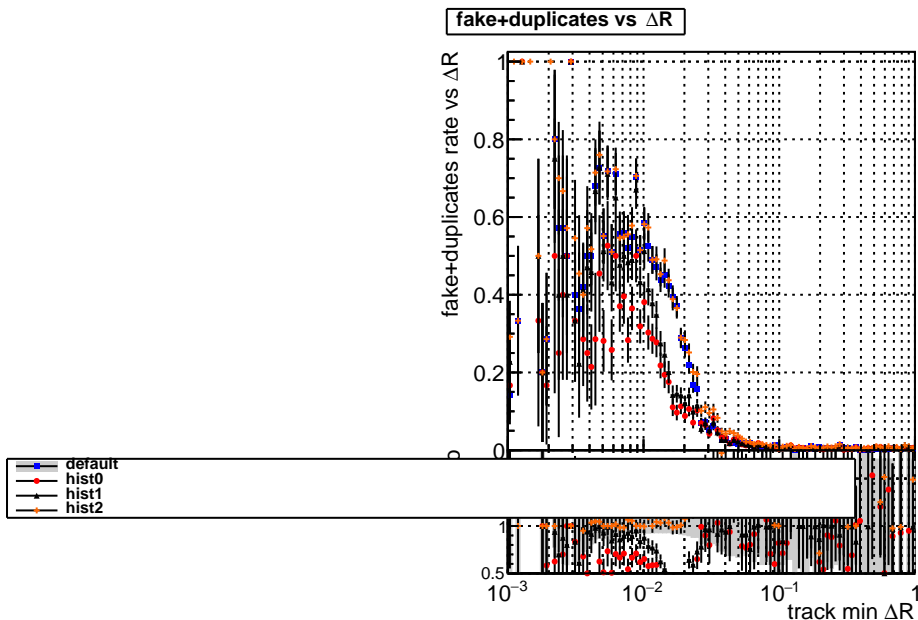 fake+duplicates vs ΔR
fake+duplicates rate vs ΔR
1
0.8
0.6
0.4
0.2
0
default
hist0
hist1
hist2
1
0.5
10⁻³
10⁻²
10⁻¹
1
track min ΔR